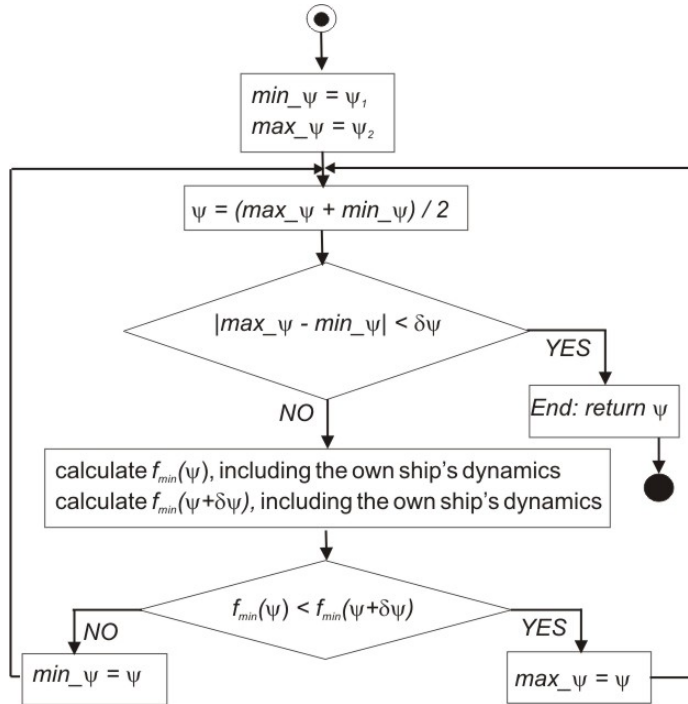 min_ψ = ψ₁
max_ψ = ψ₂
ψ = (max_ψ + min_ψ) / 2
|max_ψ - min_ψ| < δψ
YES
NO
End: return ψ
calculate fₘᵢₙ(ψ), including the own ship's dynamics
calculate fₘᵢₙ(ψ+δψ), including the own ship's dynamics
fₘᵢₙ(ψ) < fₘᵢₙ(ψ+δψ)
NO
YES
min_ψ = ψ
max_ψ = ψ